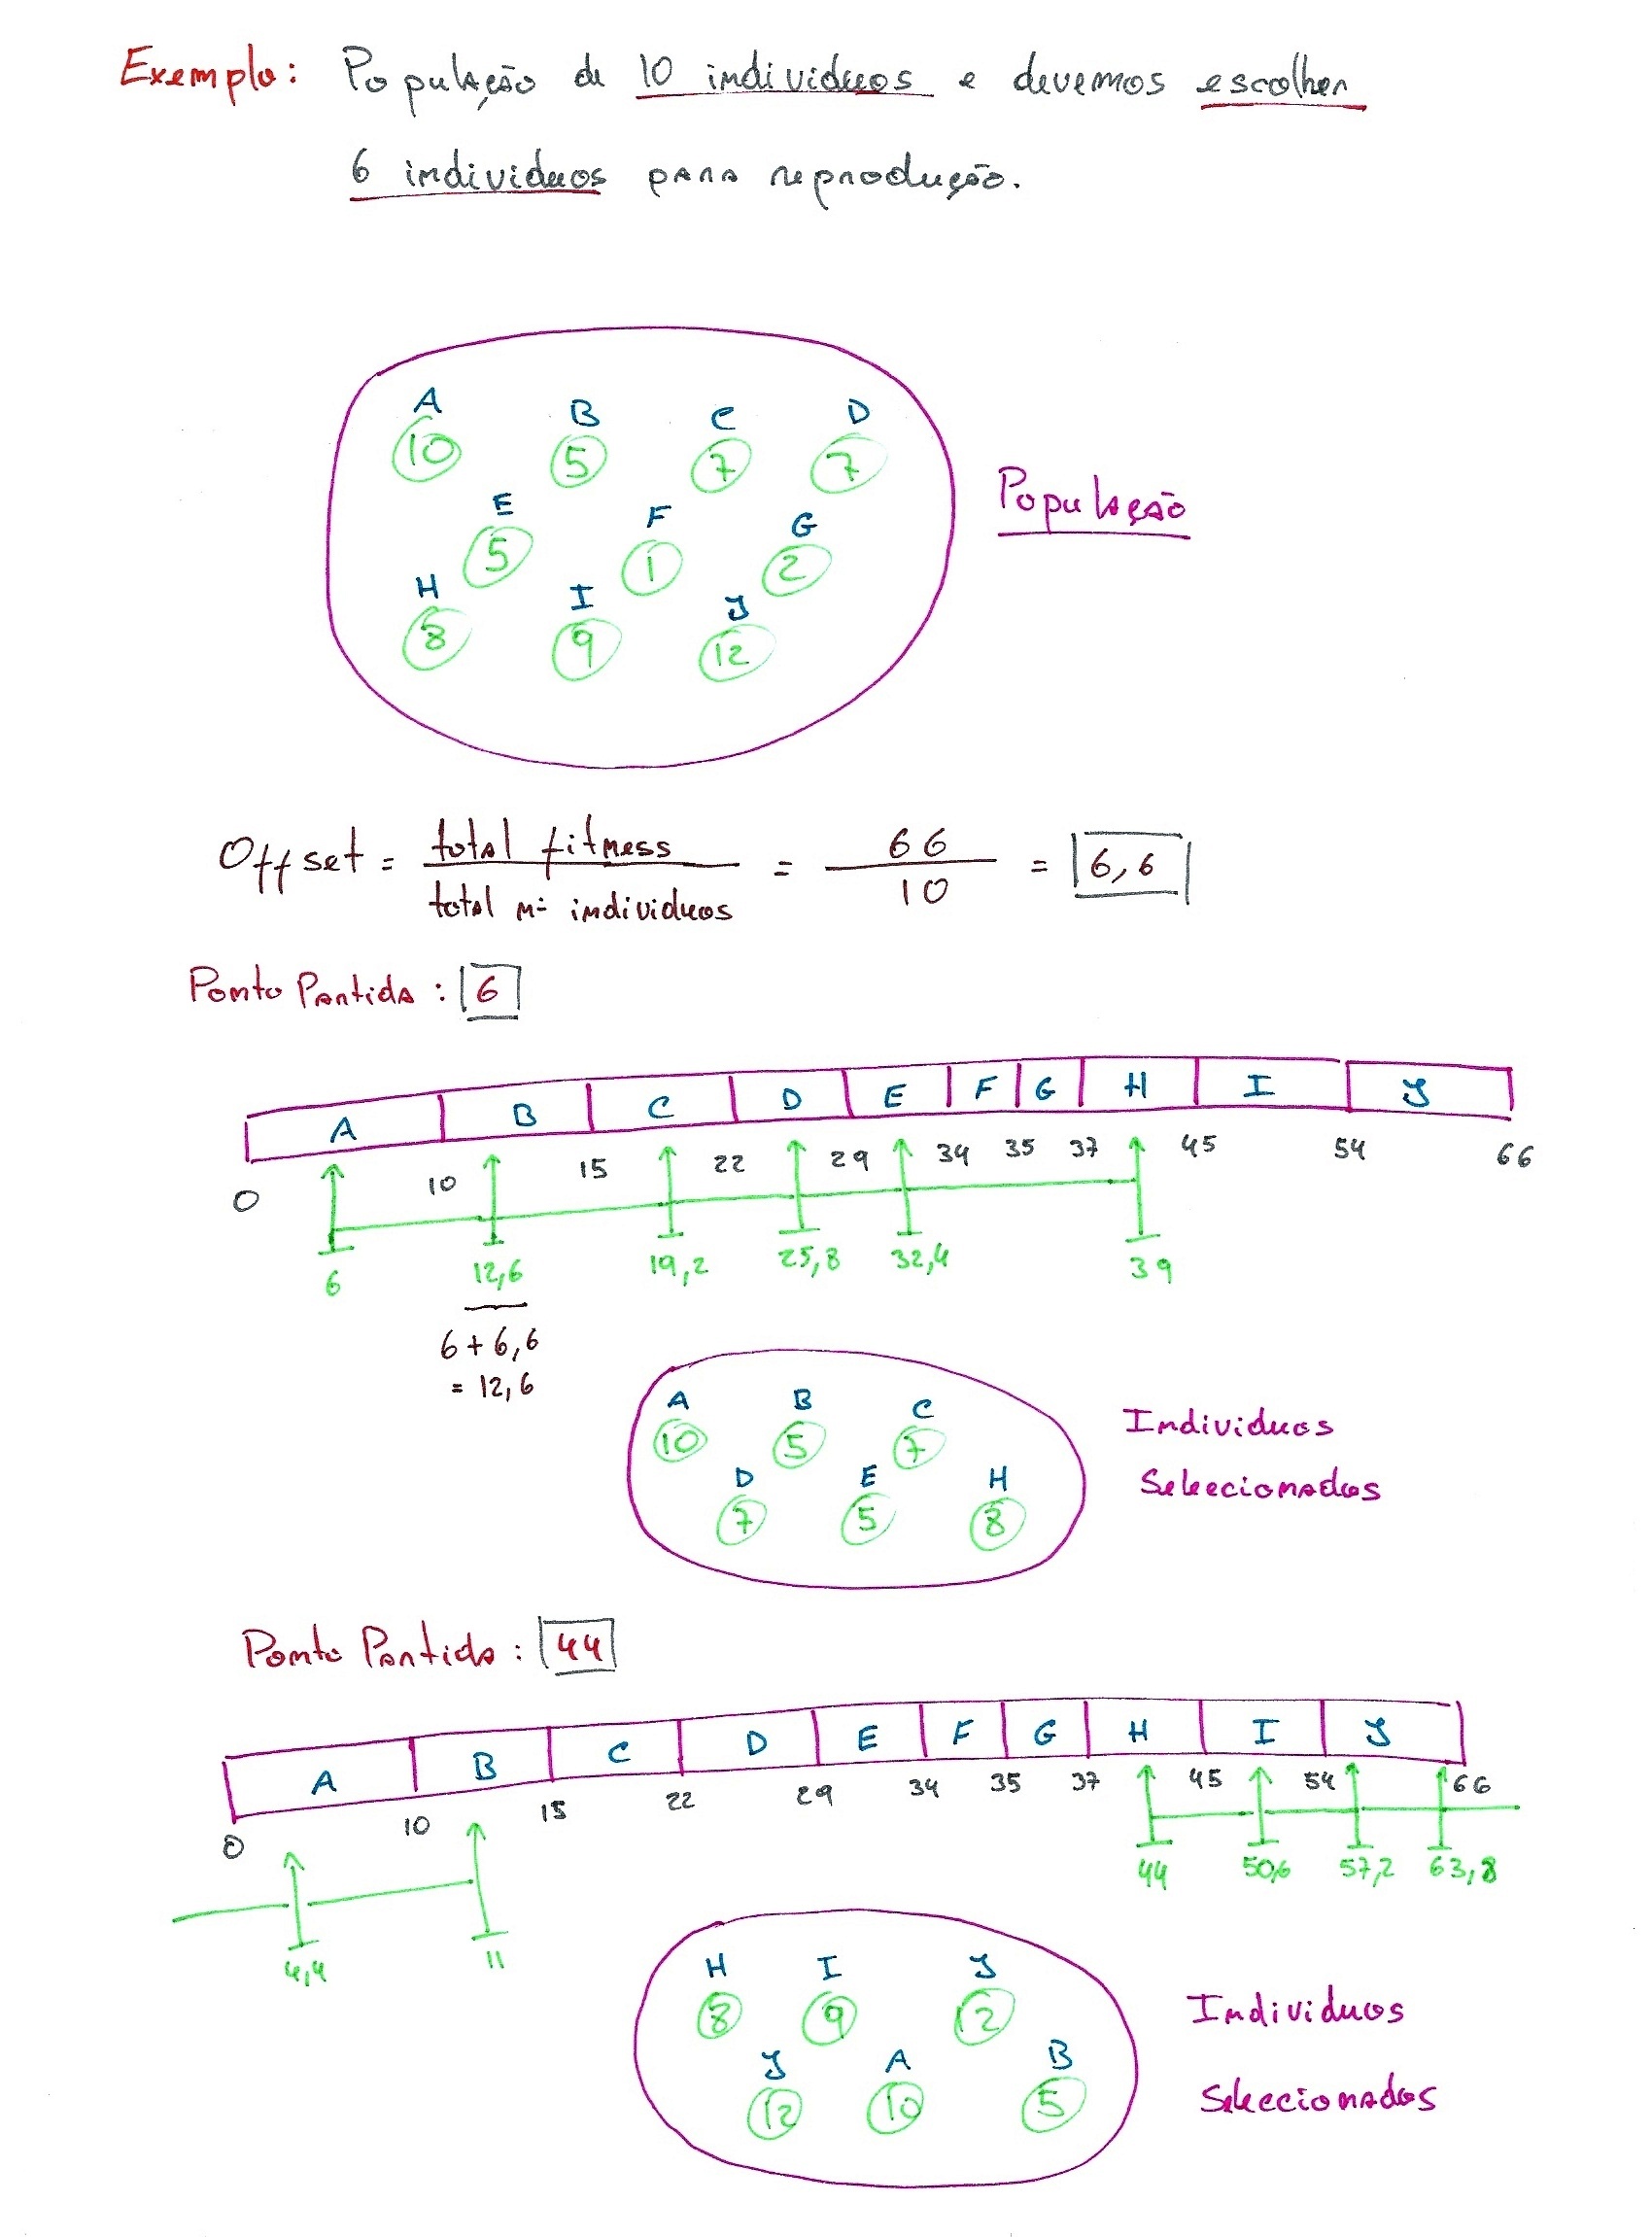 Exemplo: População de 10 individuos e devemos escolher
6 individuos para reprodução.
A B C D
10 5 7 7
E F G
5 1 2
H I J
8 9 12
População
Offset = total fitness / total nº individuos = 66 / 10 = 6,6
Ponto Partida: 6
A B C D E F G H I J
0 10 15 22 29 34 35 37 45 54 66
6 12,6 19,2 25,8 32,4 39
6 + 6,6
= 12,6
A B C
10 5 7
D E H
7 5 8
Individuos
Selecionados
Ponto Partida: 44
A B C D E F G H I J
0 10 15 22 29 34 35 37 45 54 66
4,4 11 44 50,6 57,2 63,8
H I J
8 9 12
J A B
12 10 5
Individuos
Selecionados